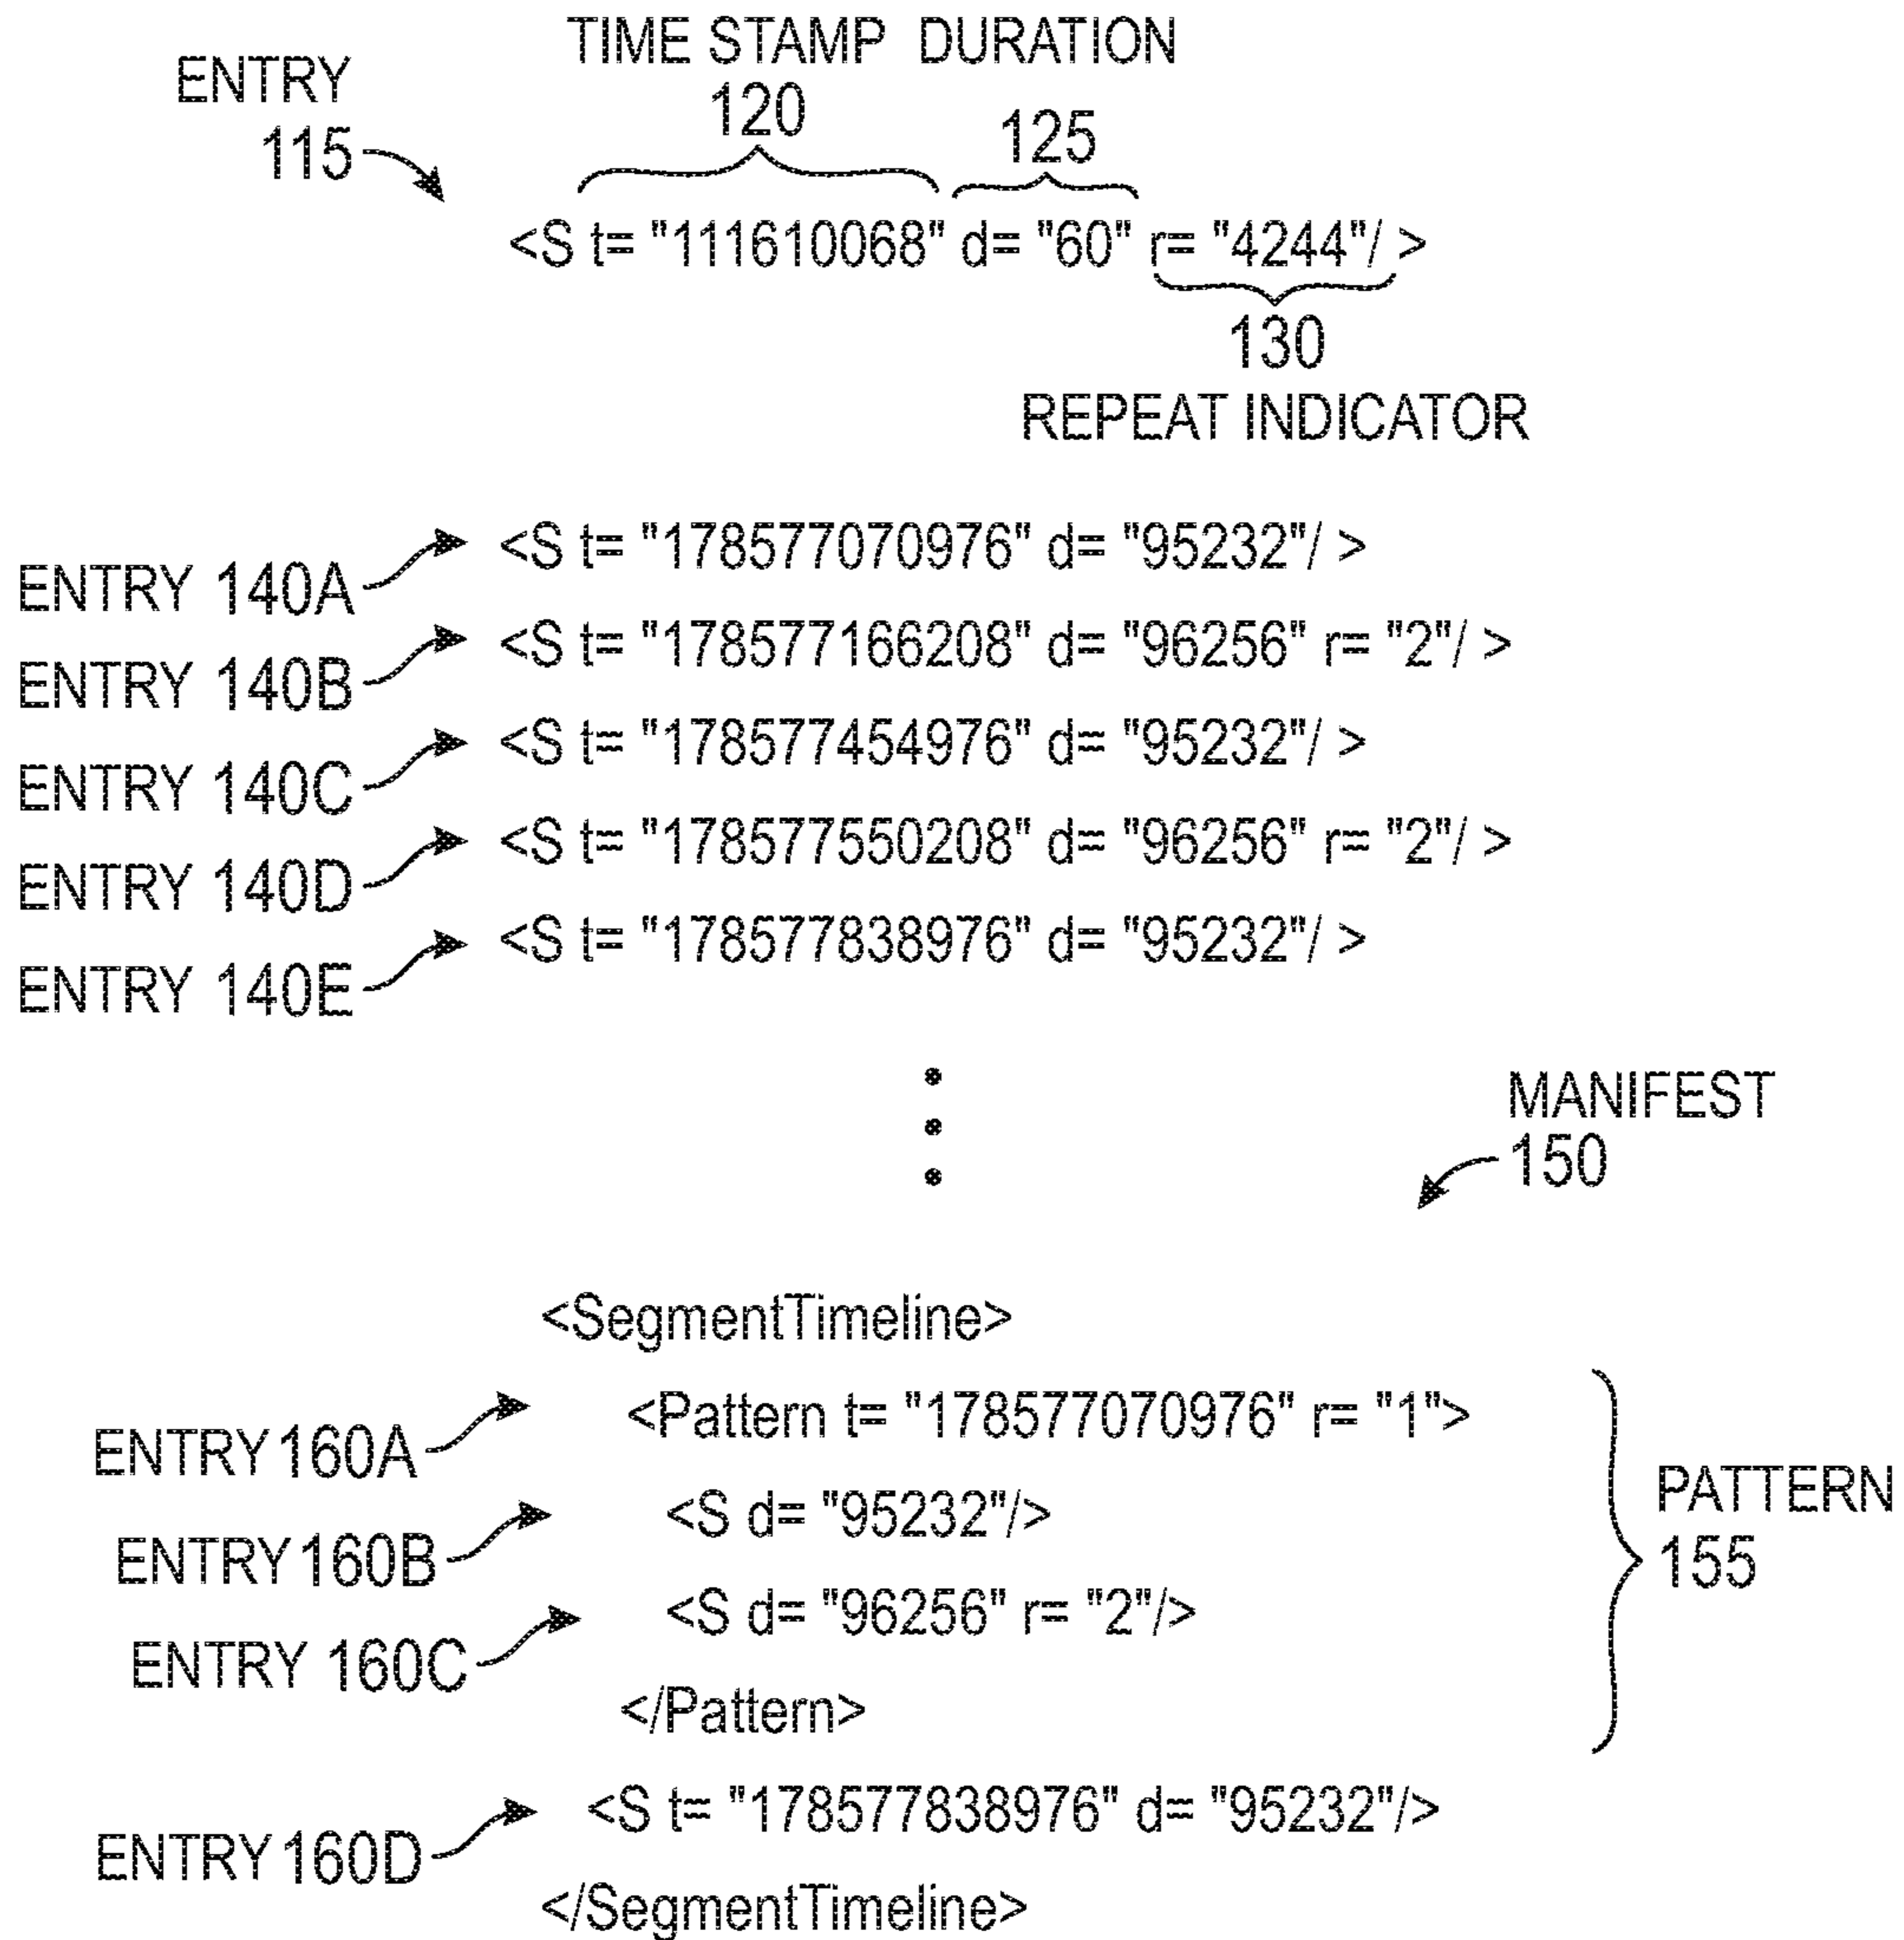 TIME STAMP DURATION
ENTRY
120
125
115
<S t= "111610068" d= "60" r= "4244"/ >
130
REPEAT INDICATOR
<S t= "178577070976" d= "95232"/ >
ENTRY 140A
<S t= "178577166208" d= "96256" r= "2"/ >
ENTRY 140B
<S t= "178577454976" d= "95232"/ >
ENTRY 140C
<S t= "178577550208" d= "96256" r= "2"/ >
ENTRY 140D
<S t= "178577838976" d= "95232"/ >
ENTRY 140E
MANIFEST
150
<SegmentTimeline>
<Pattern t= "178577070976" r= "1">
ENTRY 160A
<S d= "95232"/>
PATTERN
155
ENTRY 160B
<S d= "96256" r= "2"/>
ENTRY 160C
</Pattern>
<S t= "178577838976" d= "95232"/>
ENTRY 160D
</SegmentTimeline>